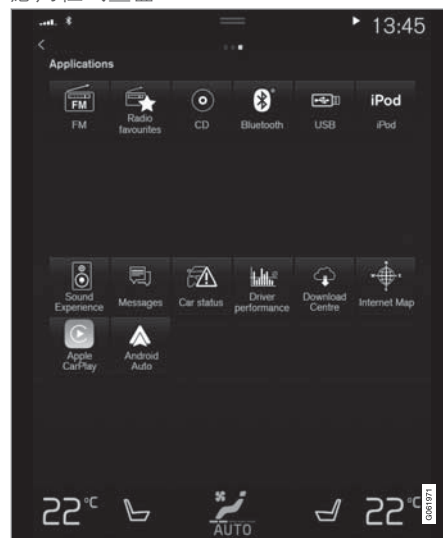 13:45
Applications
FM
FM
Radio
favourites
CD
Bluetooth
USB
iPod
iPod
Sound
Experience
Messages
Car status
Driver
performance
Download
Centre
Internet Map
Apple
CarPlay
Android
Auto
22°C
AUTO
22°C
G061971